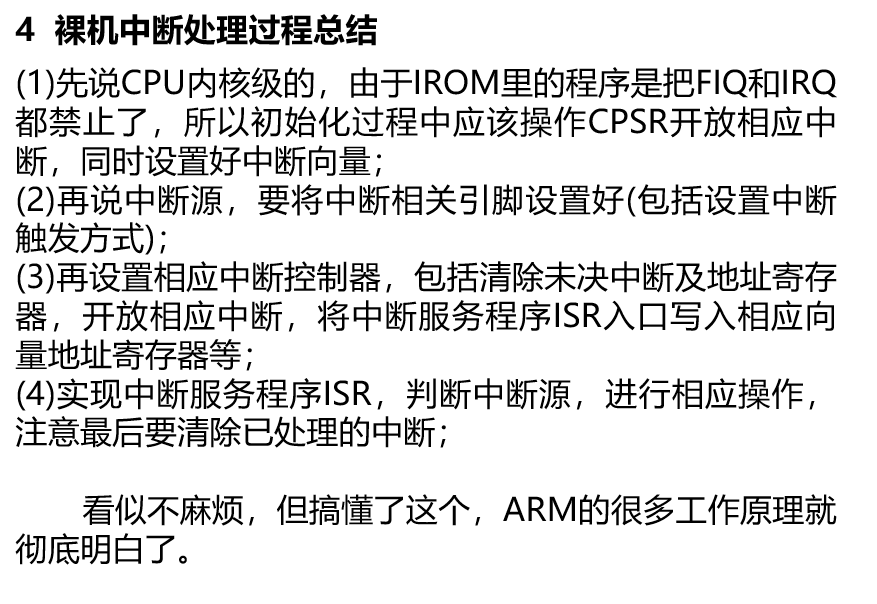 4 裸机中断处理过程总结
(1)先说CPU内核级的，由于IROM里的程序是把FIQ和IRQ
都禁止了，所以初始化过程中应该操作CPSR开放相应中
断，同时设置好中断向量；
(2)再说中断源，要将中断相关引脚设置好(包括设置中断
触发方式)；
(3)再设置相应中断控制器，包括清除未决中断及地址寄存
器，开放相应中断，将中断服务程序ISR入口写入相应向
量地址寄存器等；
(4)实现中断服务程序ISR，判断中断源，进行相应操作，
注意最后要清除已处理的中断；
看似不麻烦，但搞懂了这个，ARM的很多工作原理就
彻底明白了。